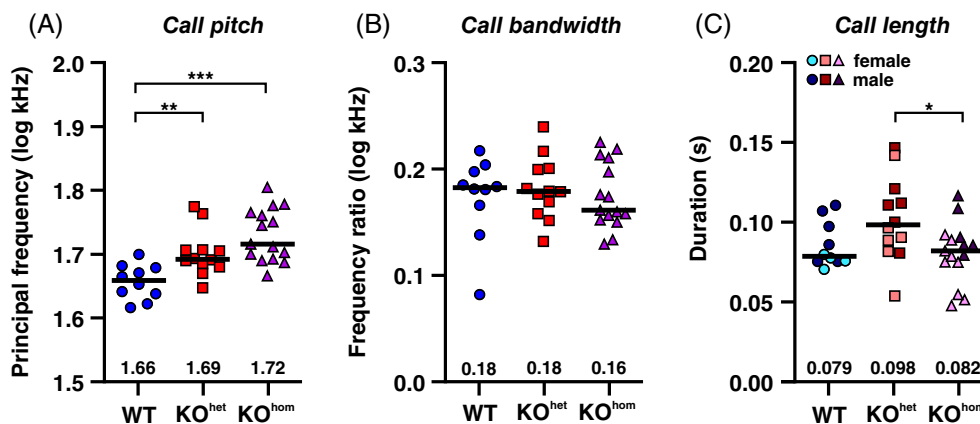 (A) Call pitch
Principal frequency (log kHz)
2.0
1.9
1.8
1.7
1.6
1.5
***
**
1.66 1.69 1.72
WT KOhet KOhom
(B) Call bandwidth
Frequency ratio (log kHz)
0.3
0.2
0.1
0.0
0.18 0.18 0.16
WT KOhet KOhom
(C) Call length
Duration (s)
0.20
0.15
0.10
0.05
0.00
female
male
*
0.079 0.098 0.082
WT KOhet KOhom